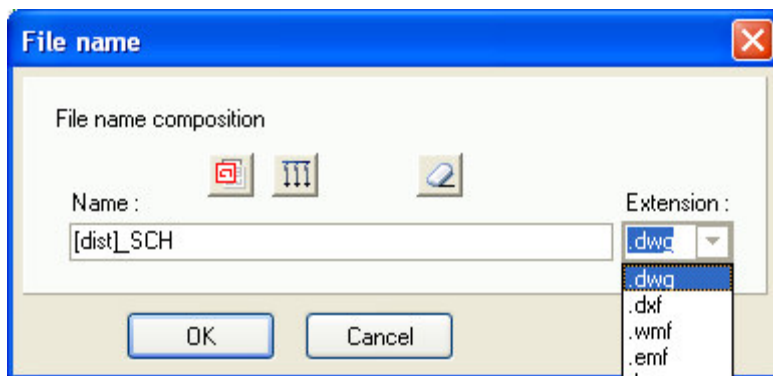 File name
File name composition
Name :
Extension :
[dist]_SCH
.dwg
.dwg
.dxf
.wmf
.emf
OK
Cancel